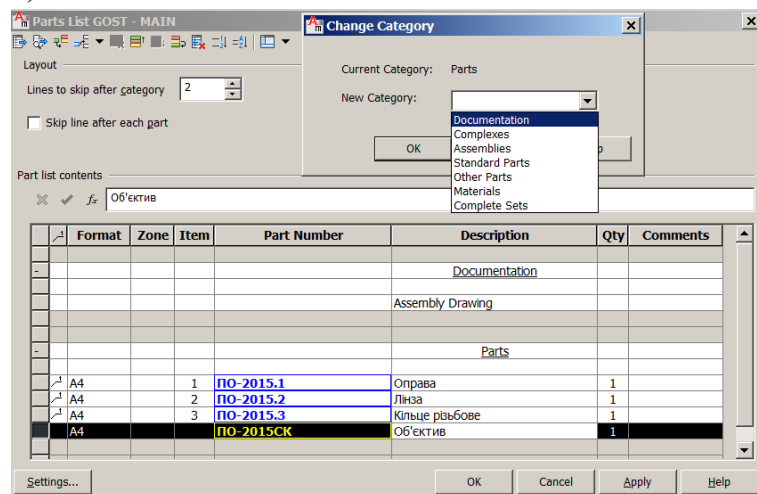 Parts List GOST - MAIN
Change Category
Layout
Lines to skip after category 2
Skip line after each part
Current Category: Parts
New Category:
Documentation
Complexes
Assemblies
Standard Parts
Other Parts
Materials
Complete Sets
OK
Part list contents
fx Об'єктив
Format Zone Item Part Number Description Qty Comments
Documentation
Assembly Drawing
Parts
A4 1 ПО-2015.1 Оправа 1
A4 2 ПО-2015.2 Лінза 1
A4 3 ПО-2015.3 Кільце різьбове 1
A4 ПО-2015СК Об'єктив 1
Settings... OK Cancel Apply Help